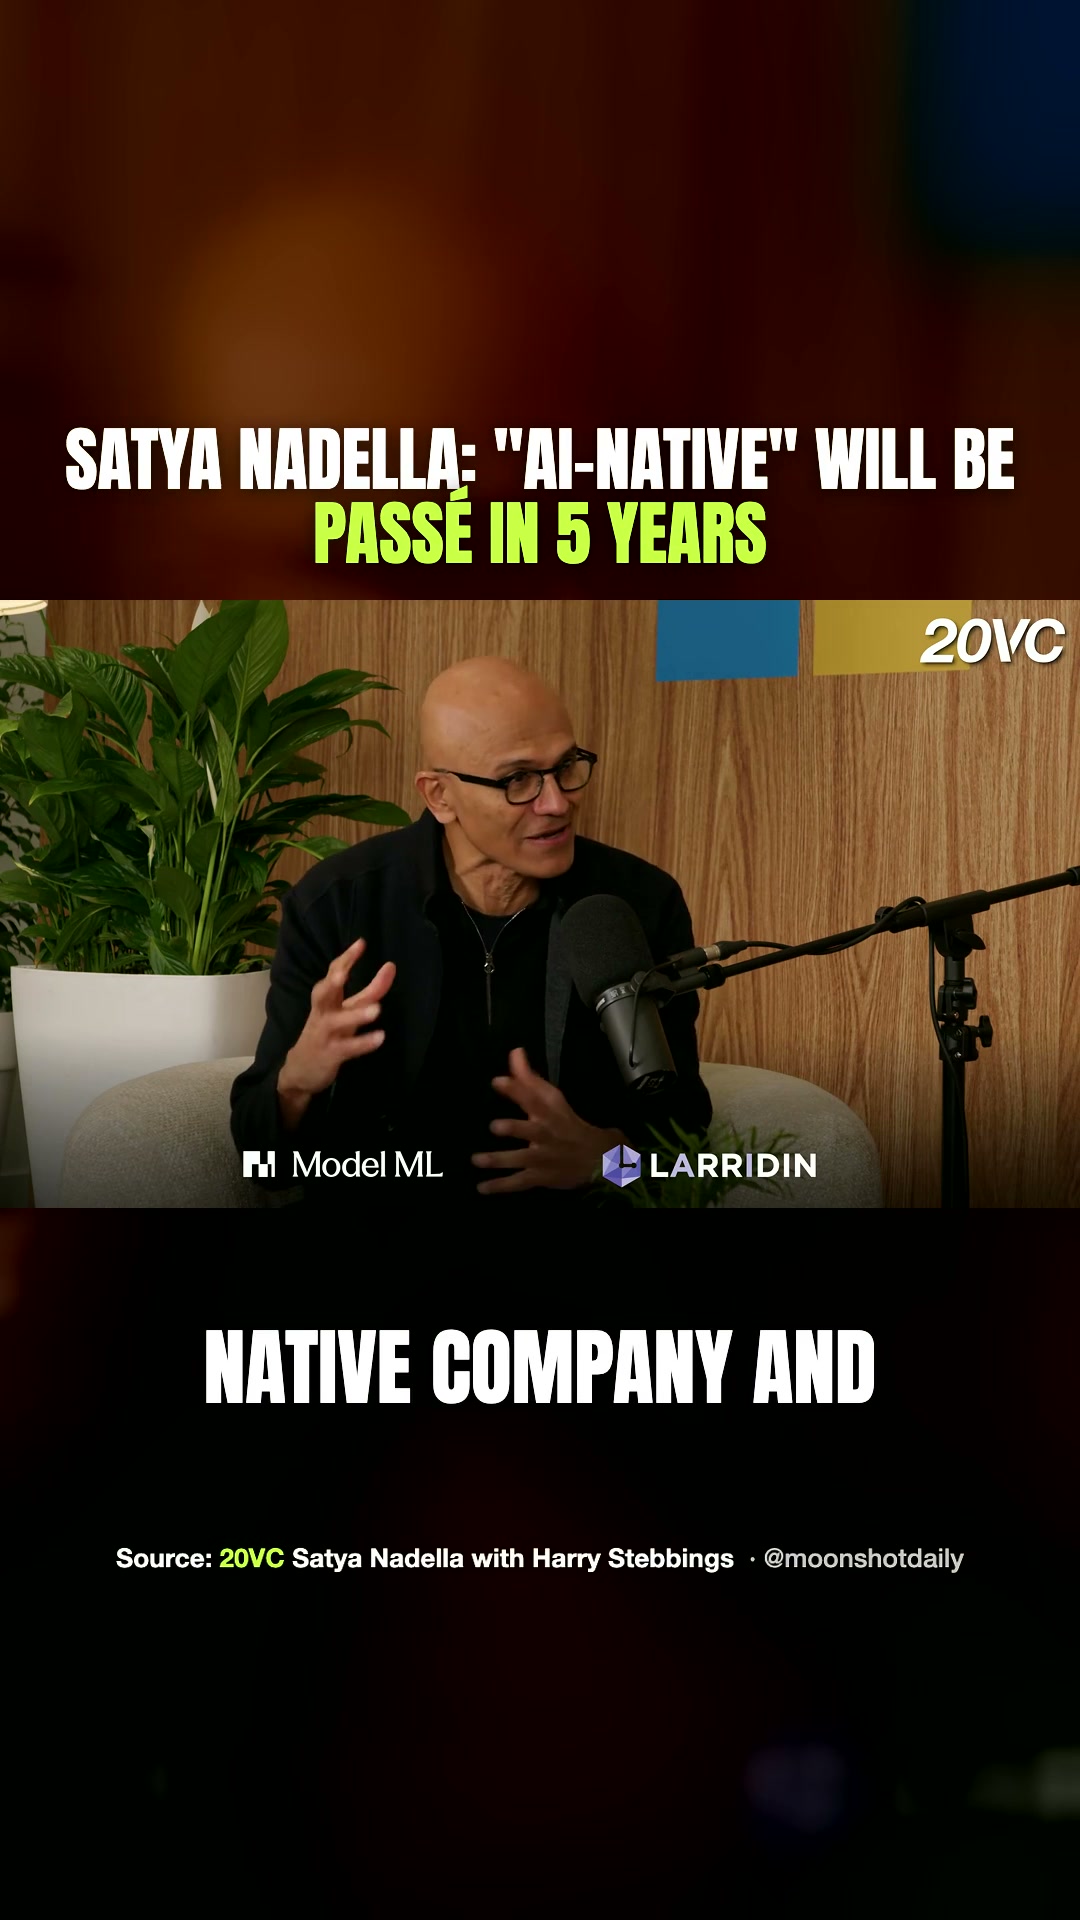 SATYA NADELLA: "AI-NATIVE" WILL BE
PASSÉ IN 5 YEARS
20VC
Model ML
LARRIDIN
NATIVE COMPANY AND
Source: 20VC Satya Nadella with Harry Stebbings · @moonshotdaily